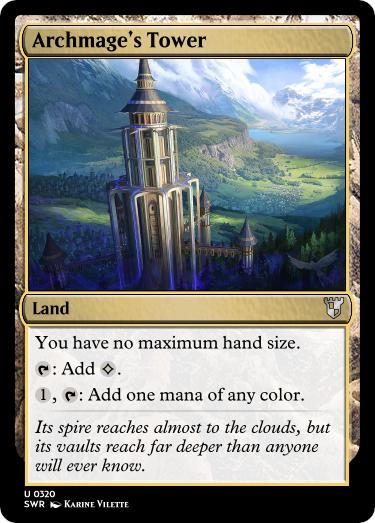 Archmage's Tower
Land
You have no maximum hand size.
: Add .
1, : Add one mana of any color.
Its spire reaches almost to the clouds, but
its vaults reach far deeper than anyone
will ever know.
U 0320
SWR Karine Vilette